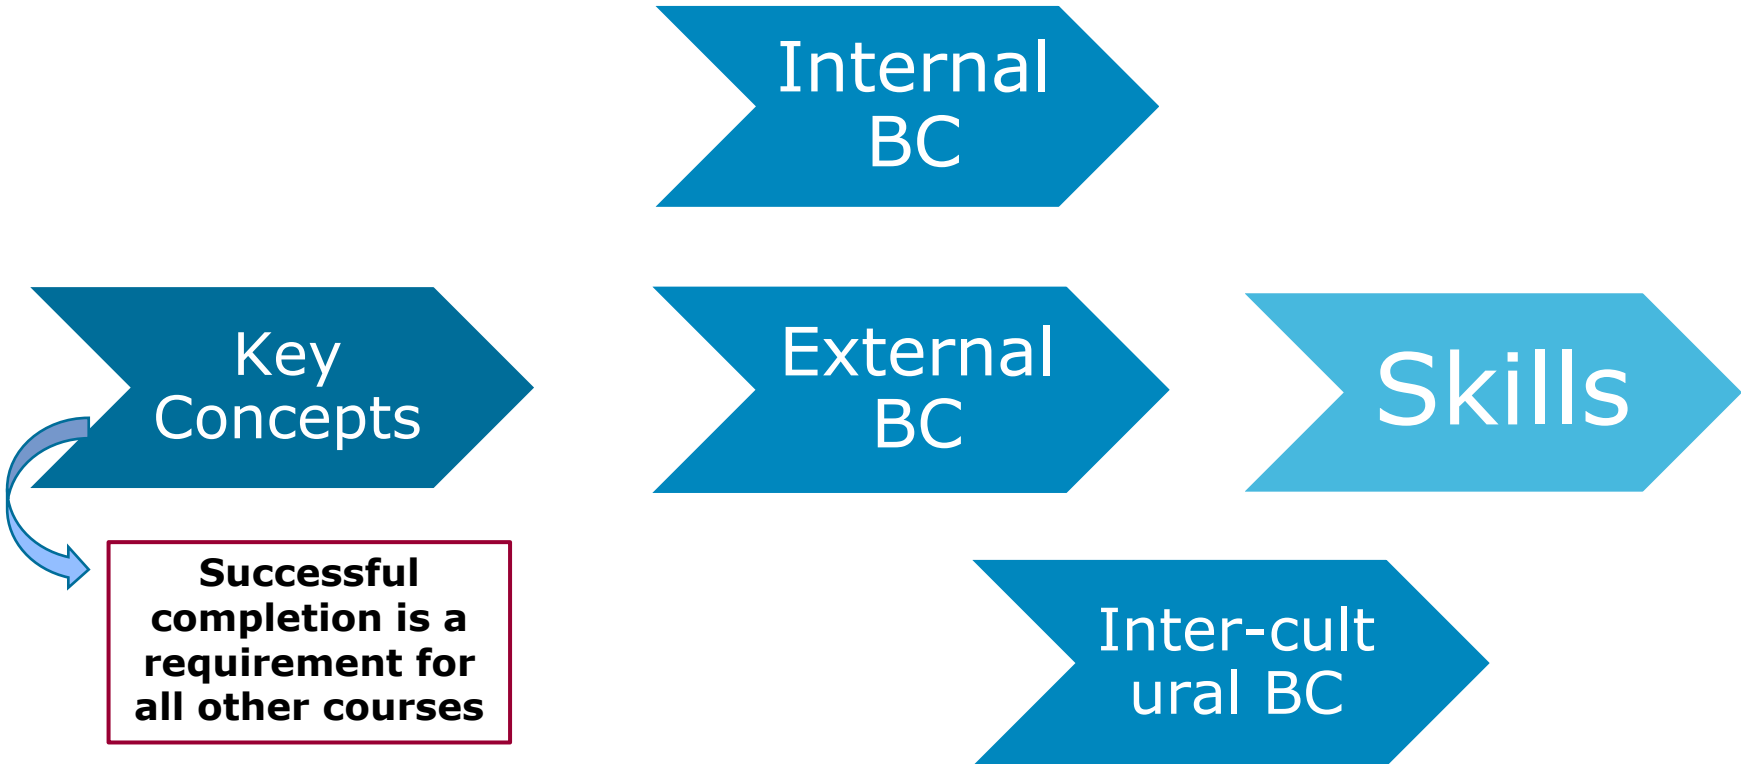 Internal
BC
Key
Concepts
External
BC
Skills
Successful
completion is a
requirement for
all other courses
Inter-cult
ural BC